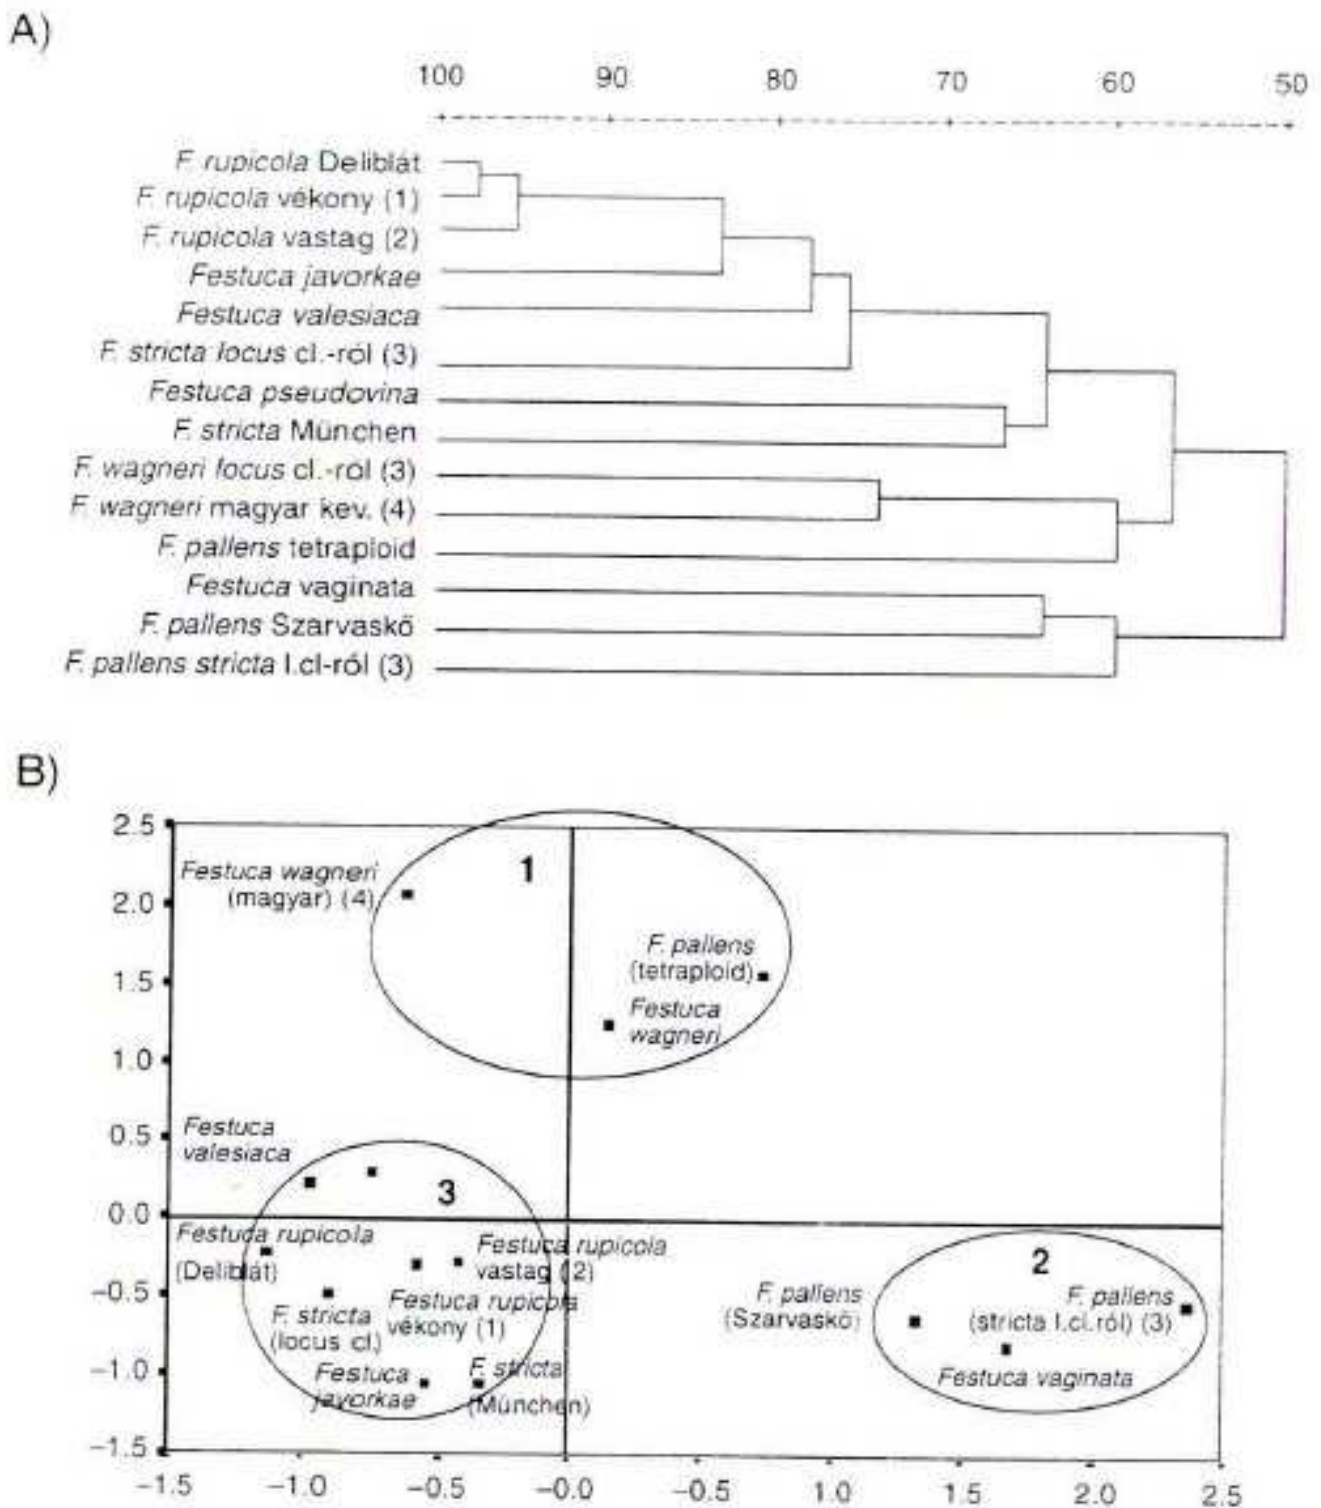 A)
100 90 80 70 60 50
F. rupicola Deliblát
F. rupicola vékony (1)
F. rupicola vastag (2)
Festuca javorkae
Festuca valesiaca
F. stricta locus cl.-ról (3)
Festuca pseudovina
F. stricta München
F. wagneri locus cl.-ról (3)
F. wagneri magyar kev. (4)
F. pallens tetraploid
Festuca vaginata
F. pallens Szarvaskő
F. pallens stricta l.cl-ról (3)
B)
2.5
2.0
1.5
1.0
0.5
0.0
−0.5
−1.0
−1.5
1
Festuca wagneri
(magyar) (4)
F. pallens
(tetraploid)
Festuca
wagneri
Festuca
valesiaca
3
Festuca rupicola
(Deliblát)
Festuca rupicola
vastag (2)
Festuca rupicola
vékony (1)
F. stricta
(locus cl.)
Festuca
javorkae
F. stricta
(München)
2
F. pallens
(Szarvaskő)
F. pallens
(stricta l.cl.ról) (3)
Festuca vaginata
−1.5 −1.0 −0.5 −0.0 −0.5 1.0 1.5 2.0 2.5